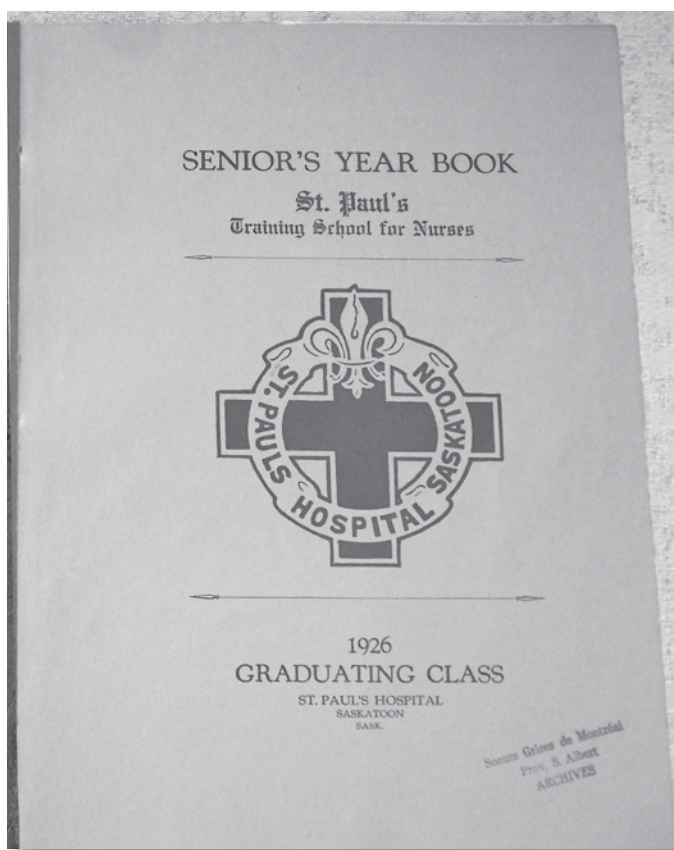 SENIOR'S YEAR BOOK
St. Paul's
Training School for Nurses
ST. PAULS HOSPITAL SASKATOON
1926
GRADUATING CLASS
ST. PAUL'S HOSPITAL
SASKATOON
SASK.
Soeurs Grises de Montréal
Prov. S. Albert
ARCHIVES